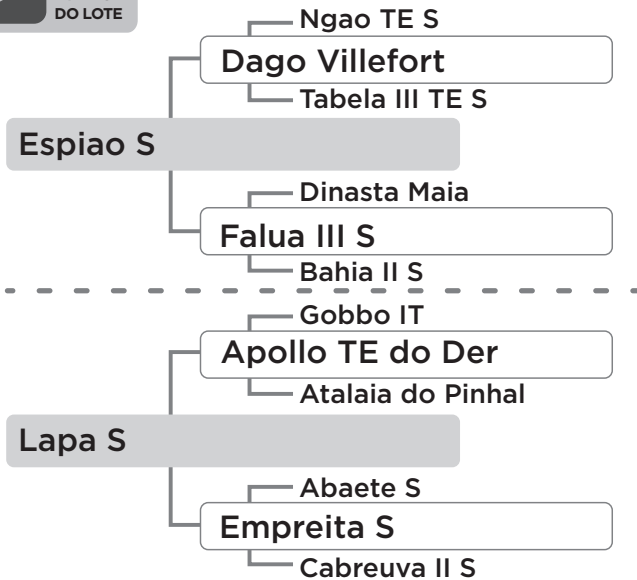 DO LOTE
Ngao TE S
Dago Villefort
Tabela III TE S
Espiao S
Dinasta Maia
Falua III S
Bahia II S
Gobbo IT
Apollo TE do Der
Atalaia do Pinhal
Lapa S
Abaete S
Empreita S
Cabreuva II S